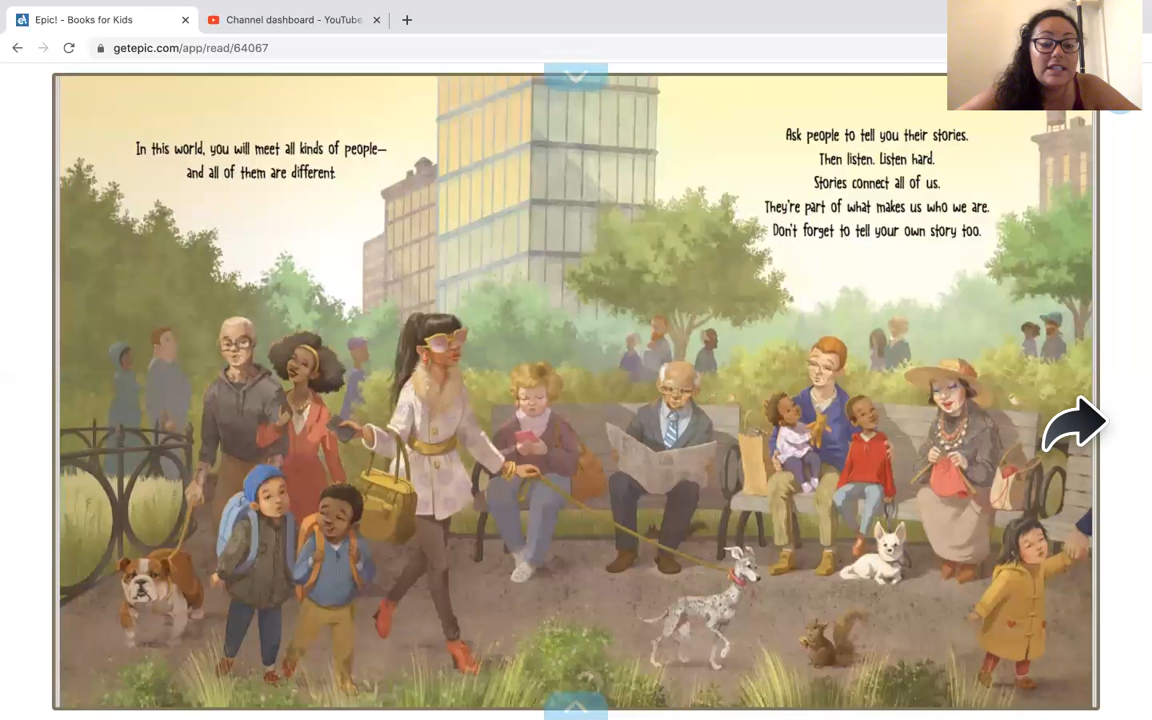 Epic! - Books for Kids
Channel dashboard - YouTube
getepic.com/app/read/64067
In this world, you will meet all kinds of people—
and all of them are different.
Ask people to tell you their stories.
Then listen. Listen hard.
Stories connect all of us.
They're part of what makes us who we are.
Don't forget to tell your own story too.